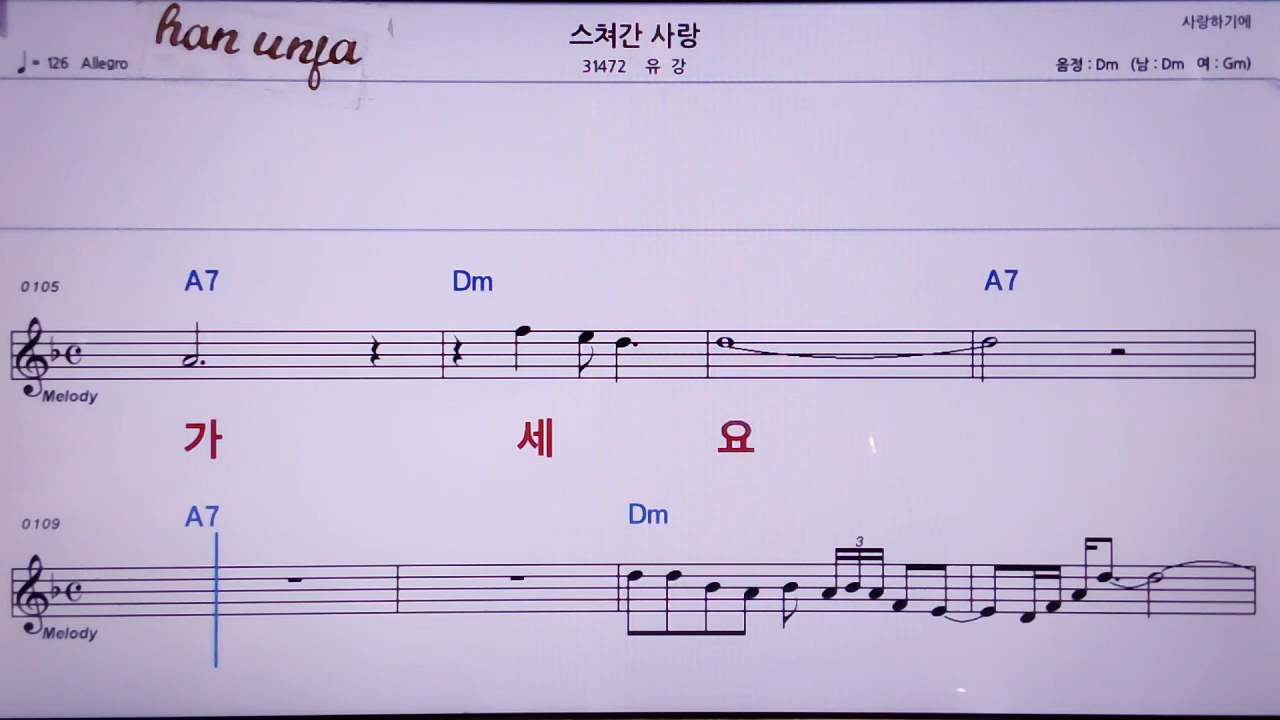 han unfa
스쳐간 사랑
사랑하기에
♩= 126 Allegro
31472 유 강
음정 : Dm (남 : Dm 여 : Gm)
A7 Dm A7
0105
Melody
가 세 요
A7 Dm
0109
3
Melody